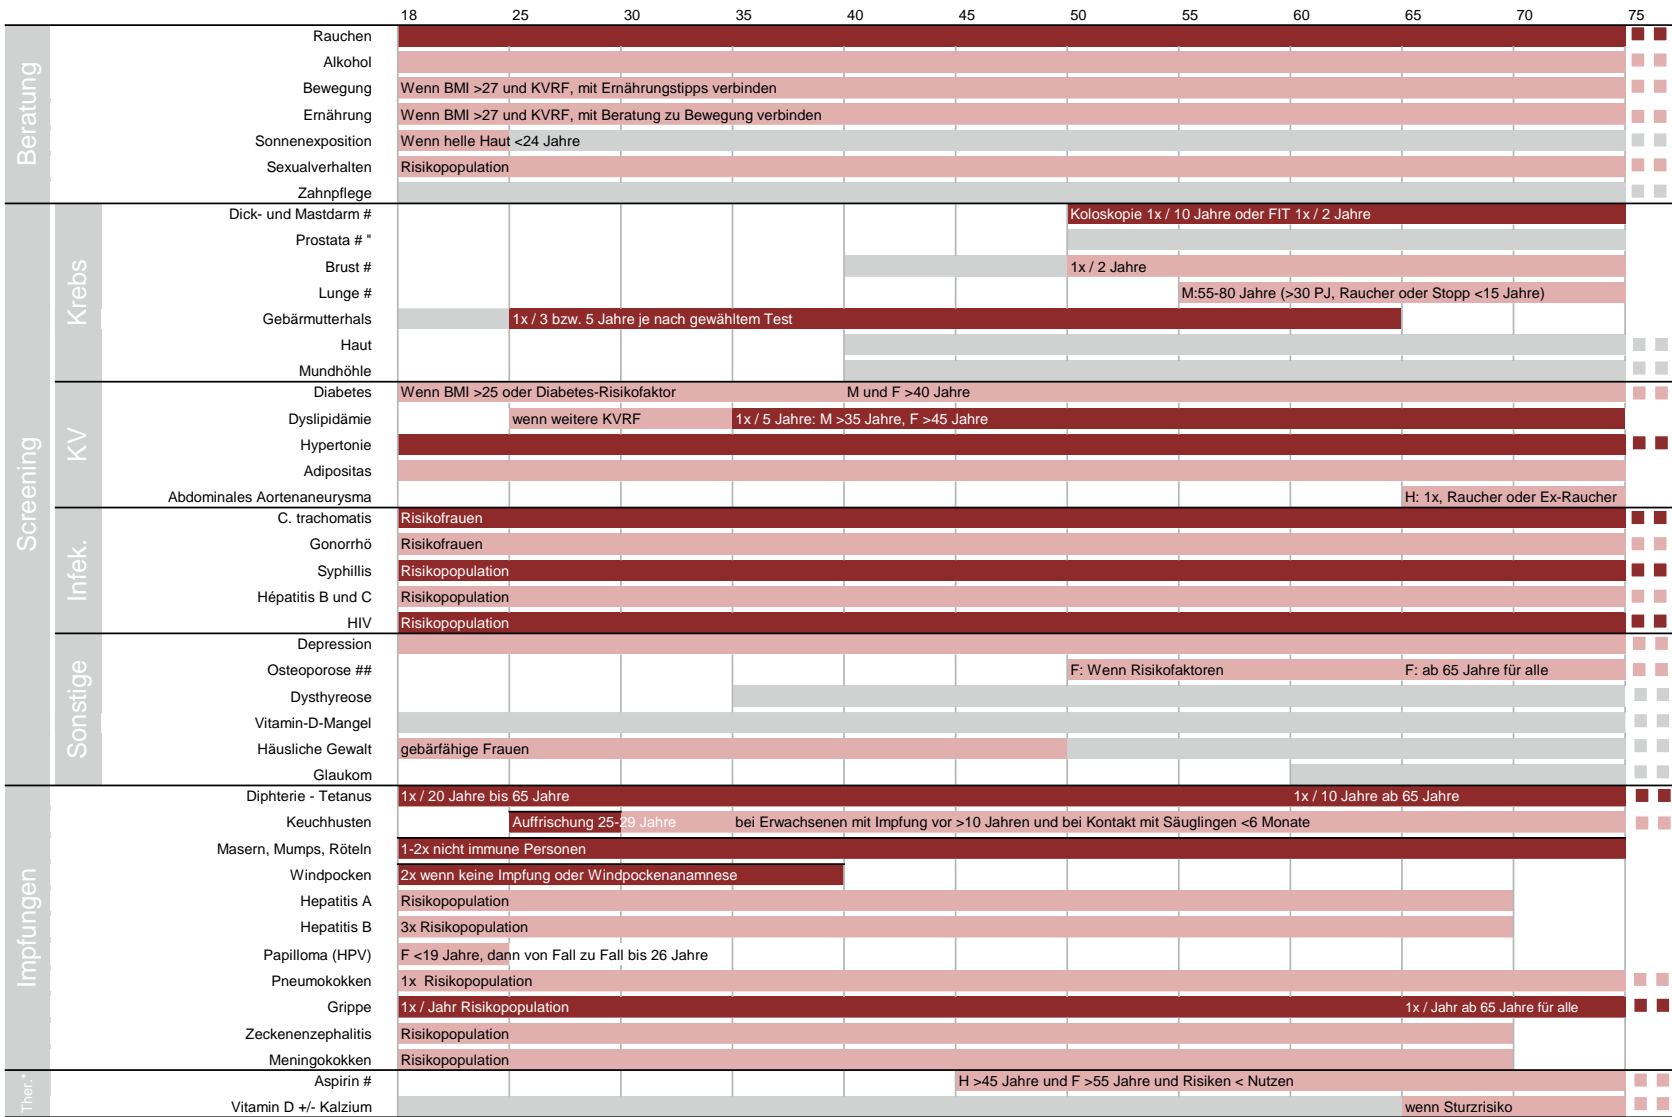 18 25 30 35 40 45 50 55 60 65 70 75
Beratung
Rauchen
Alkohol
Bewegung Wenn BMI >27 und KVRF, mit Ernährungstipps verbinden
Ernährung Wenn BMI >27 und KVRF, mit Beratung zu Bewegung verbinden
Sonnenexposition Wenn helle Haut <24 Jahre
Sexualverhalten Risikopopulation
Zahnpflege
Screening
Krebs
Dick- und Mastdarm # Koloskopie 1x / 10 Jahre oder FIT 1x / 2 Jahre
Prostata # "
Brust # 1x / 2 Jahre
Lunge # M:55-80 Jahre (>30 PJ, Raucher oder Stopp <15 Jahre)
Gebärmutterhals 1x / 3 bzw. 5 Jahre je nach gewähltem Test
Haut
Mundhöhle
KV
Diabetes Wenn BMI >25 oder Diabetes-Risikofaktor M und F >40 Jahre
Dyslipidämie wenn weitere KVRF 1x / 5 Jahre: M >35 Jahre, F >45 Jahre
Hypertonie
Adipositas
Abdominales Aortenaneurysma H: 1x, Raucher oder Ex-Raucher
Infek.
C. trachomatis Risikofrauen
Gonorrhö Risikofrauen
Syphillis Risikopopulation
Hépatitis B und C Risikopopulation
HIV Risikopopulation
Sonstige
Depression
Osteoporose ## F: Wenn Risikofaktoren F: ab 65 Jahre für alle
Dysthyreose
Vitamin-D-Mangel
Häusliche Gewalt gebärfähige Frauen
Glaukom
Impfungen
Diphterie - Tetanus 1x / 20 Jahre bis 65 Jahre 1x / 10 Jahre ab 65 Jahre
Keuchhusten Auffrischung 25-29 Jahre bei Erwachsenen mit Impfung vor >10 Jahren und bei Kontakt mit Säuglingen <6 Monate
Masern, Mumps, Röteln 1-2x nicht immune Personen
Windpocken 2x wenn keine Impfung oder Windpockenanamnese
Hepatitis A Risikopopulation
Hepatitis B 3x Risikopopulation
Papilloma (HPV) F <19 Jahre, dann von Fall zu Fall bis 26 Jahre
Pneumokokken 1x Risikopopulation
Grippe 1x / Jahr Risikopopulation 1x / Jahr ab 65 Jahre für alle
Zeckenenzephalitis Risikopopulation
Meningokokken Risikopopulation
Ther.*
Aspirin # H >45 Jahre und F >55 Jahre und Risiken < Nutzen
Vitamin D +/- Kalzium wenn Sturzrisiko